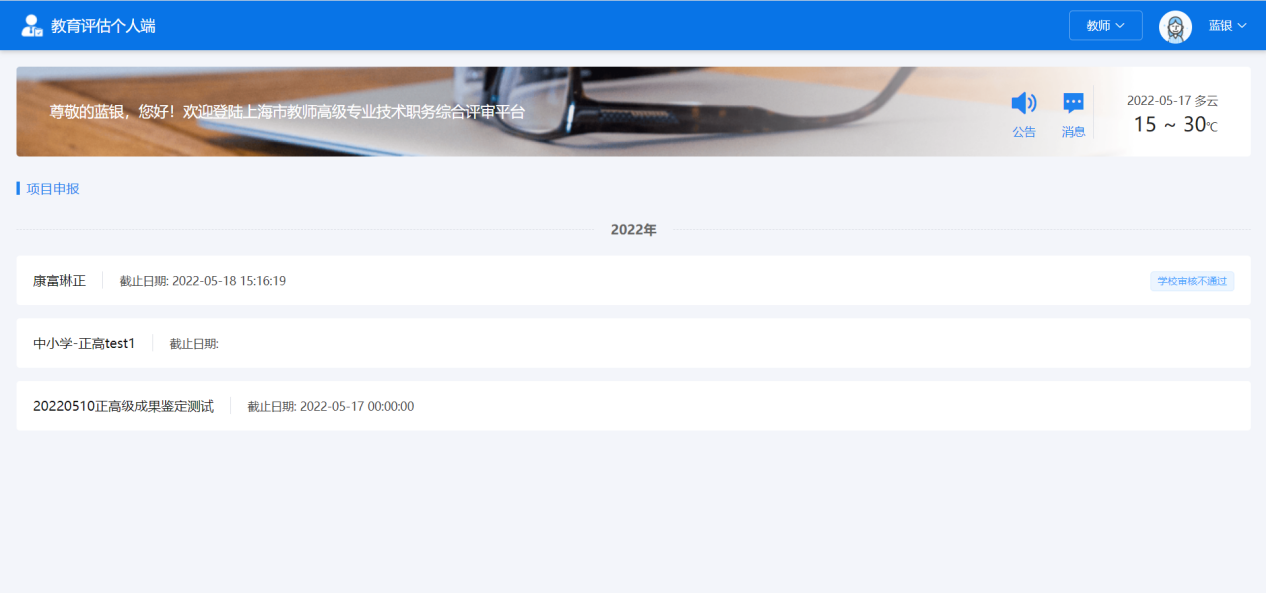 教育评估个人端
教师
蓝银
尊敬的蓝银，您好！欢迎登陆上海市教师高级专业技术职务综合评审平台
公告
消息
2022-05-17 多云
15 ~ 30℃
项目申报
2022年
康富琳正
截止日期: 2022-05-18 15:16:19
学校审核不通过
中小学-正高test1
截止日期:
20220510正高级成果鉴定测试
截止日期: 2022-05-17 00:00:00